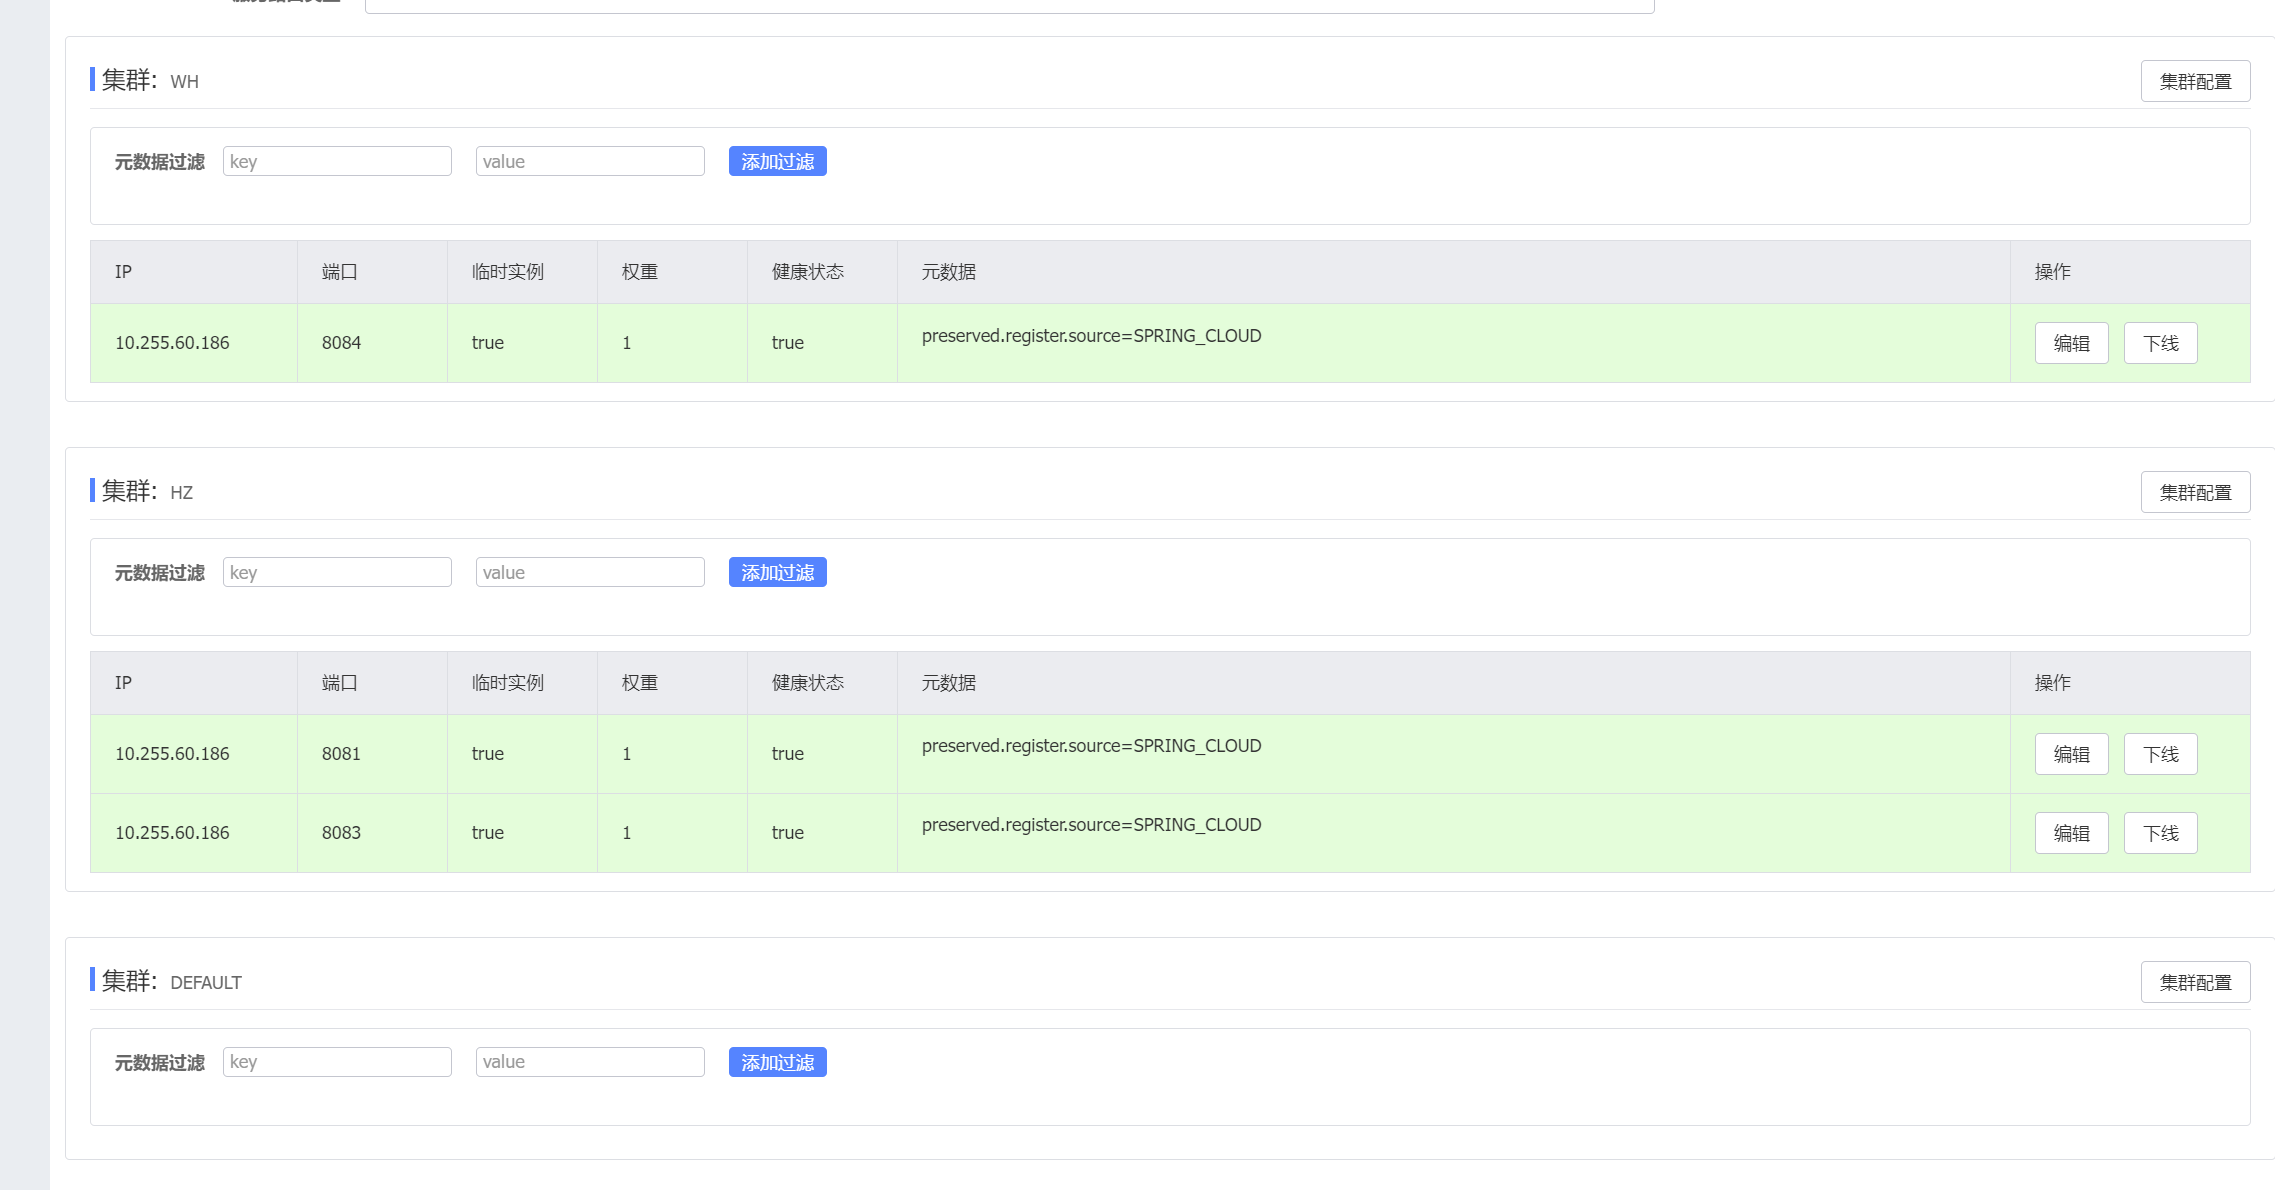 集群: WH 集群配置
元数据过滤 key value 添加过滤
IP 端口 临时实例 权重 健康状态 元数据 操作
10.255.60.186 8084 true 1 true preserved.register.source=SPRING_CLOUD 编辑 下线
集群: HZ 集群配置
元数据过滤 key value 添加过滤
IP 端口 临时实例 权重 健康状态 元数据 操作
10.255.60.186 8081 true 1 true preserved.register.source=SPRING_CLOUD 编辑 下线
10.255.60.186 8083 true 1 true preserved.register.source=SPRING_CLOUD 编辑 下线
集群: DEFAULT 集群配置
元数据过滤 key value 添加过滤